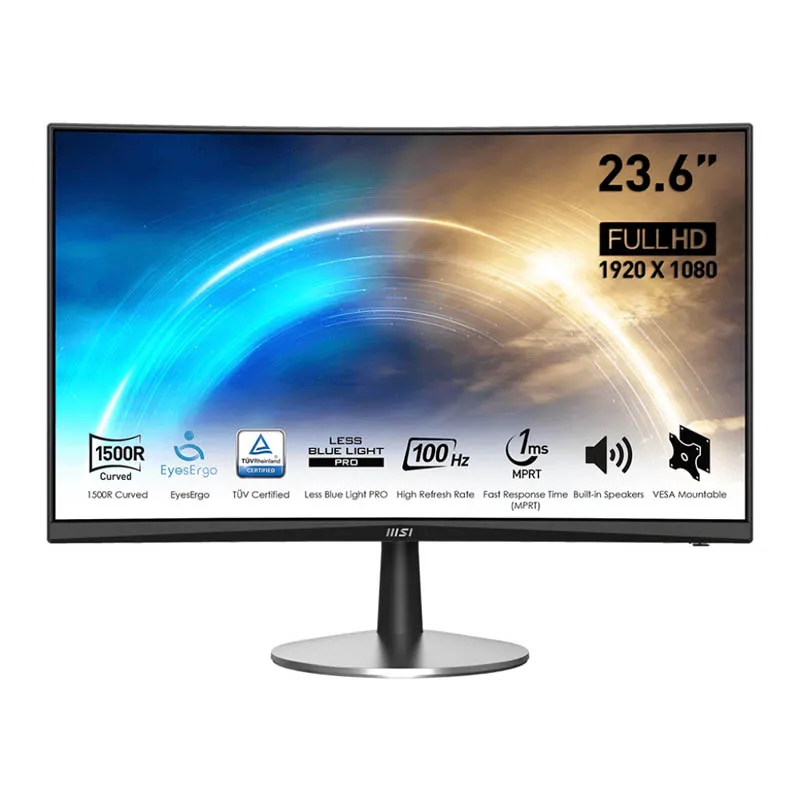 23.6”
FULL HD
1920 X 1080
1500R
Curved
EyesErgo
TÜVRheinland
CERTIFIED
LESS
BLUE LIGHT
PRO
100Hz
1ms
MPRT
1500R Curved
EyesErgo
TÜV Certified
Less Blue Light PRO
High Refresh Rate
Fast Response Time
(MPRT)
Built-in Speakers
VESA Mountable
msi